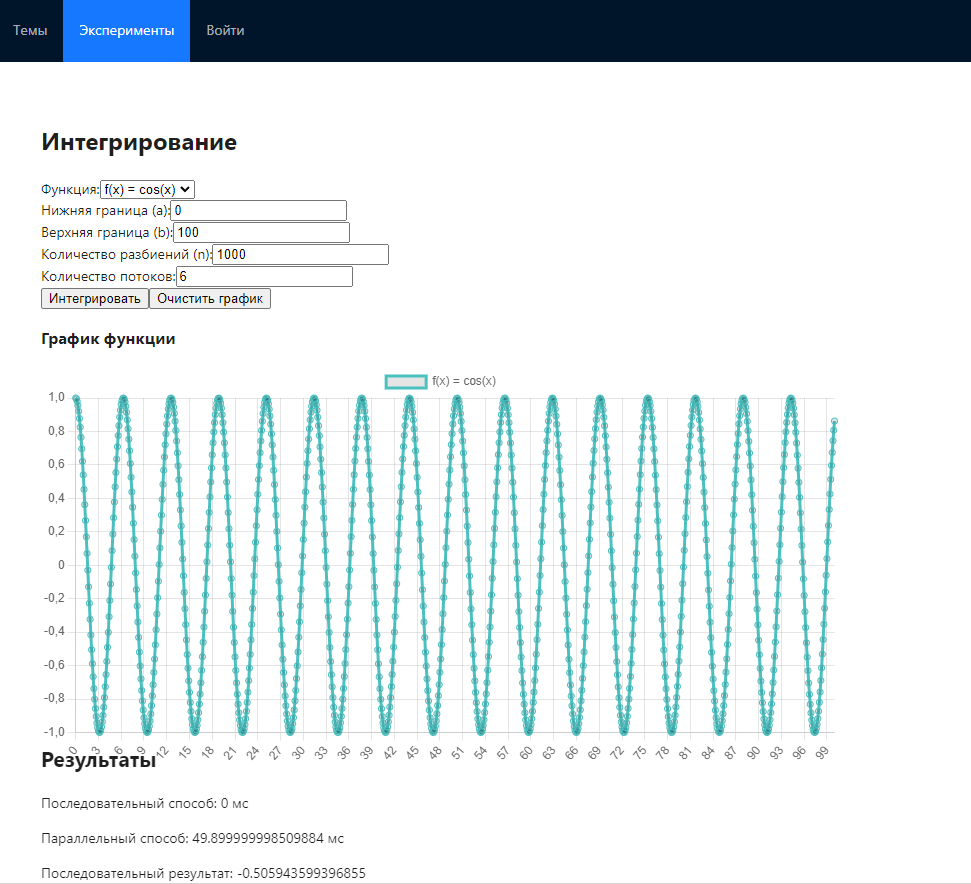 Темы Эксперименты Войти
Интегрирование
Функция: f(x) = cos(x)
Нижняя граница (a): 0
Верхняя граница (b): 100
Количество разбиений (n): 1000
Количество потоков: 6
Интегрировать Очистить график
График функции
f(x) = cos(x)
1,0
0,8
0,6
0,4
0,2
0
-0,2
-0,4
-0,6
-0,8
-1,0
0 3 6 9 12 15 18 21 24 27 30 33 36 39 42 45 48 51 54 57 60 63 66 69 72 75 78 81 84 87 90 93 96 99
Результаты
Последовательный способ: 0 мс
Параллельный способ: 49.899999998509884 мс
Последовательный результат: -0.505943599396855